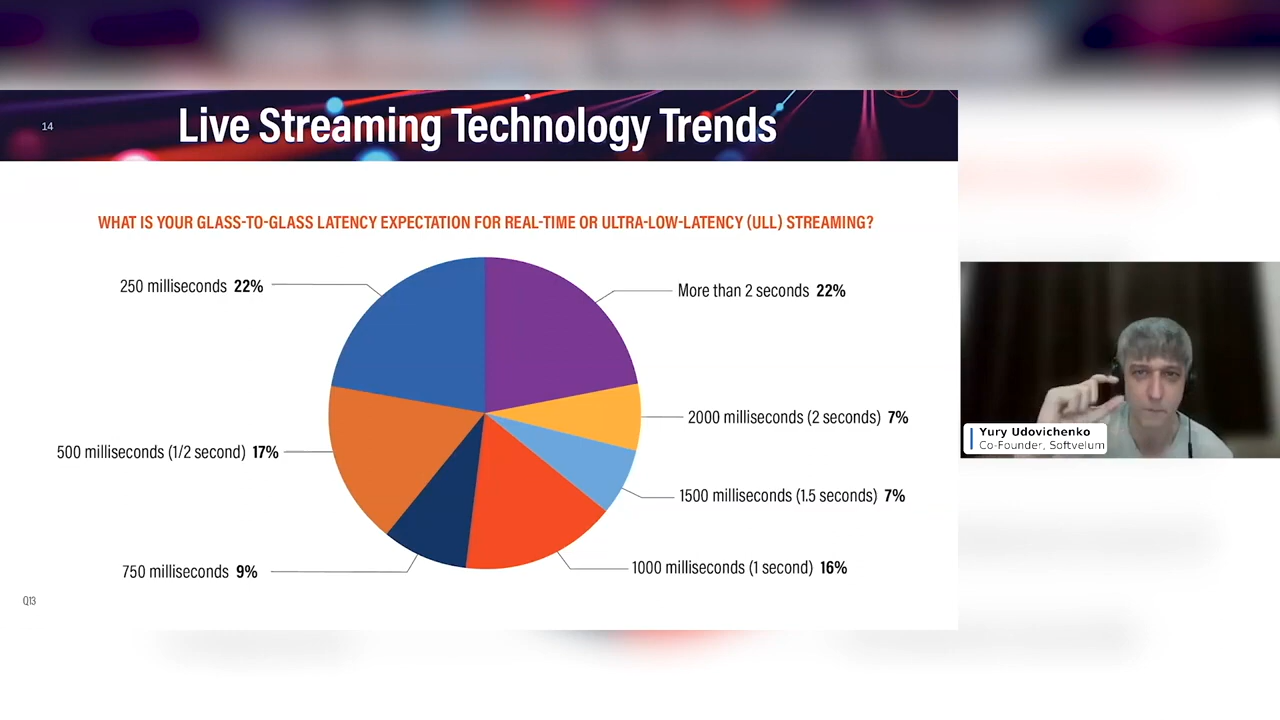 14
Live Streaming Technology Trends
WHAT IS YOUR GLASS-TO-GLASS LATENCY EXPECTATION FOR REAL-TIME OR ULTRA-LOW-LATENCY (ULL) STREAMING?
250 milliseconds 22%
More than 2 seconds 22%
2000 milliseconds (2 seconds) 7%
500 milliseconds (1/2 second) 17%
1500 milliseconds (1.5 seconds) 7%
750 milliseconds 9%
1000 milliseconds (1 second) 16%
Q13
Yury Udovichenko
Co-Founder, Softvelum